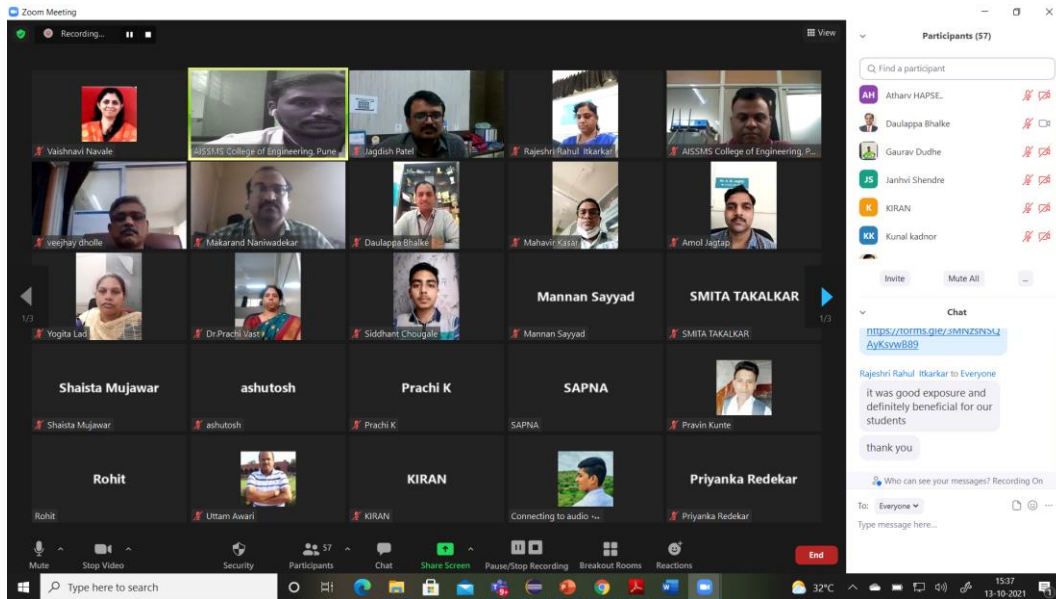 Zoom Meeting
Recording...
View
Vaishnavi Navale
AISSMS College of Engineering, Pune
Jagdish Patel
Rajeshri Rahul Itkarkar
AISSMS College of Engineering, P...
veejhay dholle
Makarand Naniwadekar
Daulappa Bhalke
Mahavir Kasar
Amol Jagtap
1/3
1/3
Yogita Lad
Dr.Prachi Vast
Siddhant Chougale
Mannan Sayyad
Mannan Sayyad
SMITA TAKALKAR
SMITA TAKALKAR
Shaista Mujawar
Shaista Mujawar
ashutosh
ashutosh
Prachi K
Prachi K
SAPNA
SAPNA
Pravin Kunte
Rohit
Rohit
Uttam Awari
KIRAN
KIRAN
Connecting to audio ...
Priyanka Redekar
Priyanka Redekar
Mute
Stop Video
Security
57
Participants
Chat
Share Screen
Pause/Stop Recording
Breakout Rooms
Reactions
End
Participants (57)
Find a participant
AH Atharv HAPSE..
Daulappa Bhalke
Gaurav Dudhe
JS Janhvi Shendre
K KIRAN
KK Kunal kadnor
Invite
Mute All
...
Chat
AyKsvwB89
Rajeshri Rahul Itkarkar to Everyone
it was good exposure and
definitely beneficial for our
students
thank you
Who can see your messages? Recording On
To: Everyone
Type message here...
Type here to search
32°C
15:37
13-10-2021